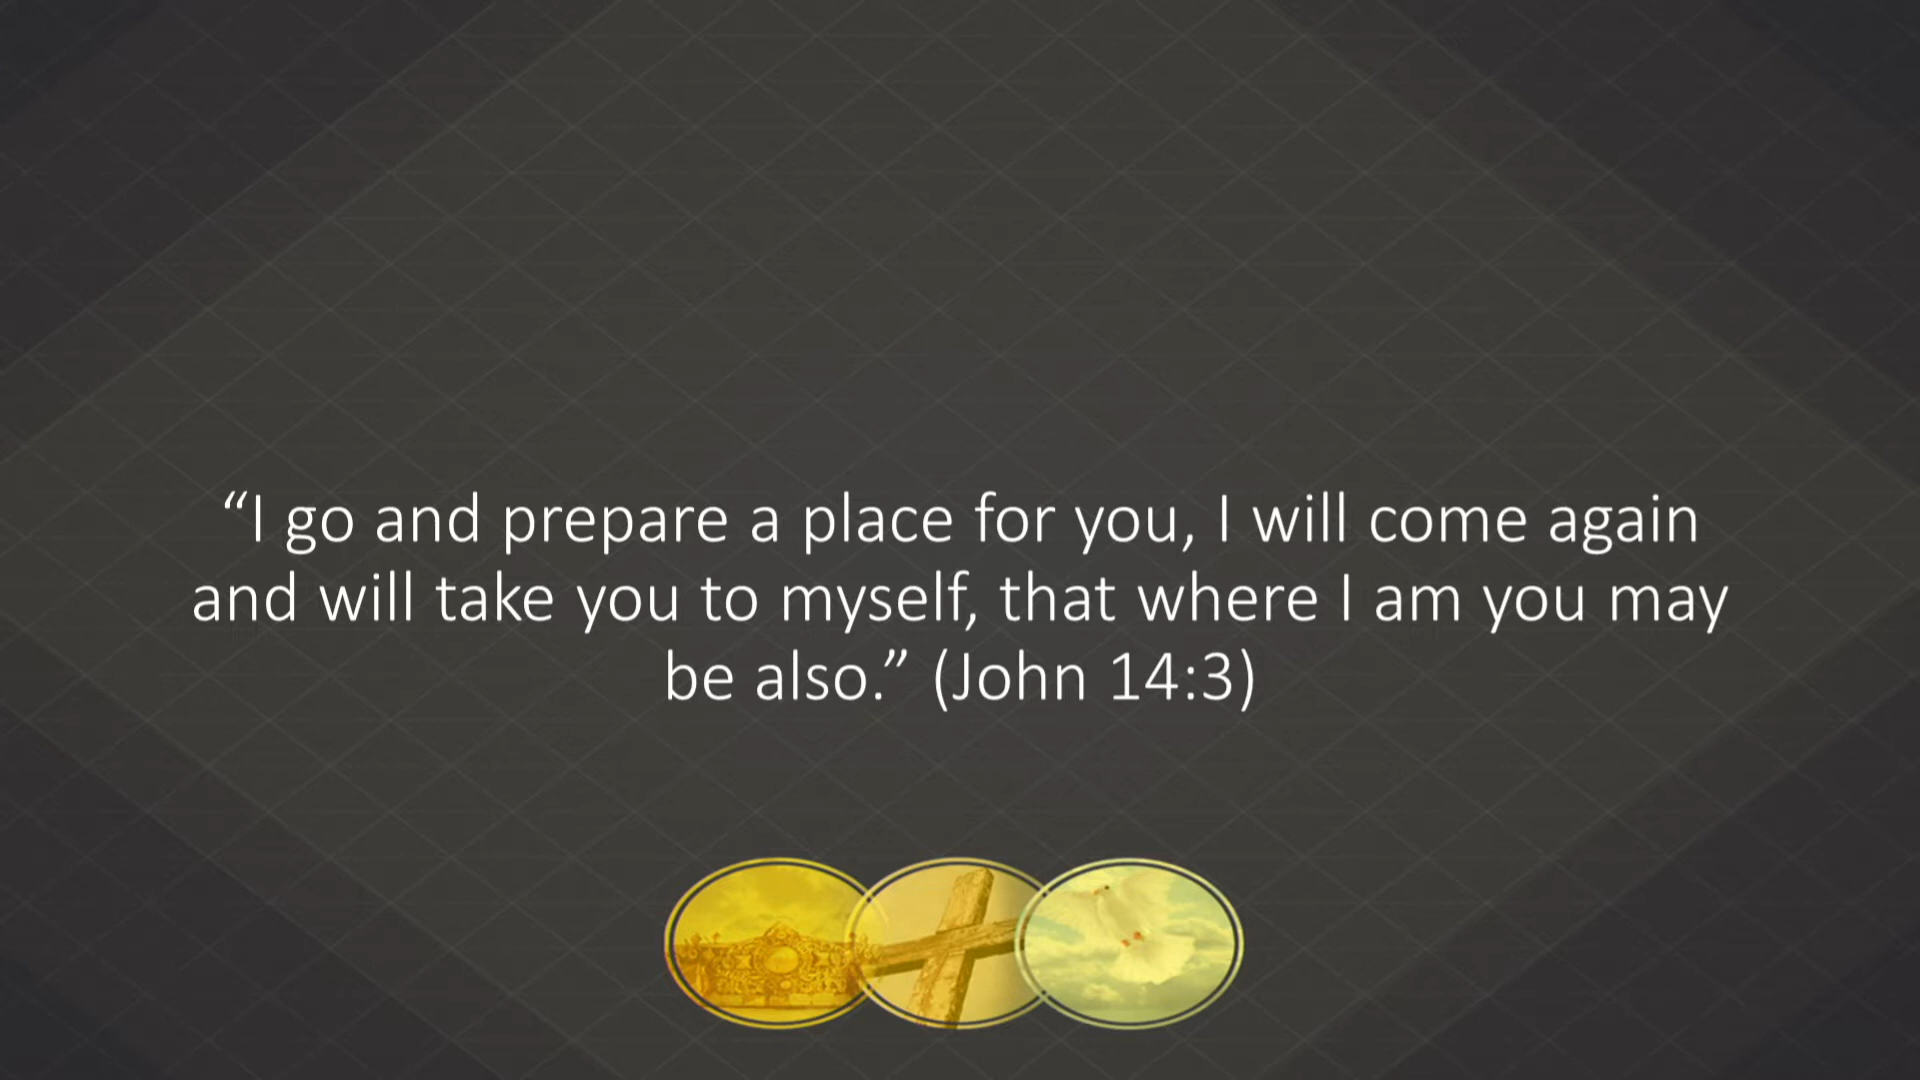 “I go and prepare a place for you, I will come again
and will take you to myself, that where I am you may
be also.” (John 14:3)